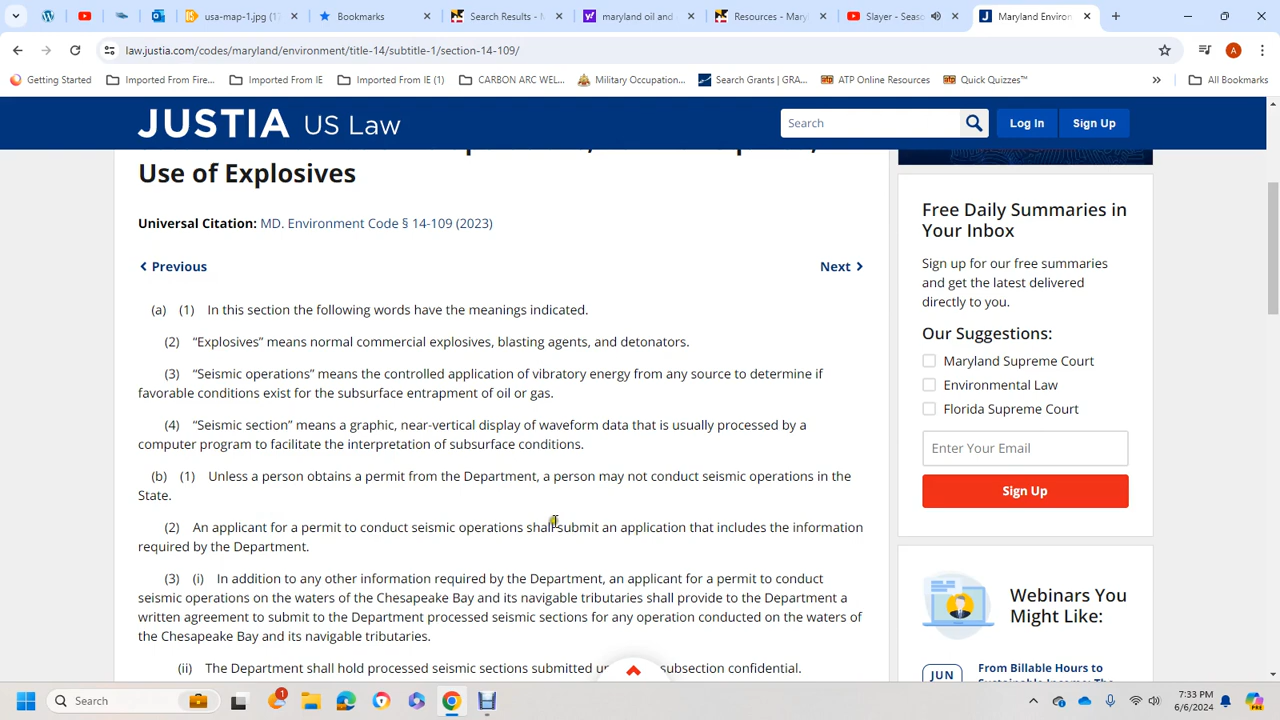 usa-map-1.jpg (1
Bookmarks
Search Results - M
maryland oil and
Resources - Maryl
Slayer - Seaso
Maryland Environ
law.justia.com/codes/maryland/environment/title-14/subtitle-1/section-14-109/
A
Getting Started
Imported From Fire...
Imported From IE
Imported From IE (1)
CARBON ARC WEL...
Military Occupation...
Search Grants | GRA...
ATP Online Resources
Quick Quizzes™
»
All Bookmarks
JUSTIA US Law
Search
Log In
Sign Up
Use of Explosives
Universal Citation: MD. Environment Code § 14-109 (2023)
Previous
Next
(a) (1) In this section the following words have the meanings indicated.
(2) “Explosives” means normal commercial explosives, blasting agents, and detonators.
(3) “Seismic operations” means the controlled application of vibratory energy from any source to determine if
favorable conditions exist for the subsurface entrapment of oil or gas.
(4) “Seismic section” means a graphic, near-vertical display of waveform data that is usually processed by a
computer program to facilitate the interpretation of subsurface conditions.
(b) (1) Unless a person obtains a permit from the Department, a person may not conduct seismic operations in the
State.
(2) An applicant for a permit to conduct seismic operations shall submit an application that includes the information
required by the Department.
(3) (i) In addition to any other information required by the Department, an applicant for a permit to conduct
seismic operations on the waters of the Chesapeake Bay and its navigable tributaries shall provide to the Department a
written agreement to submit to the Department processed seismic sections for any operation conducted on the waters of
the Chesapeake Bay and its navigable tributaries.
(ii) The Department shall hold processed seismic sections submitted subsection confidential.
Free Daily Summaries in
Your Inbox
Sign up for our free summaries
and get the latest delivered
directly to you.
Our Suggestions:
Maryland Supreme Court
Environmental Law
Florida Supreme Court
Enter Your Email
Sign Up
Webinars You
Might Like:
JUN
From Billable Hours to
Search
1
7:33 PM
6/6/2024